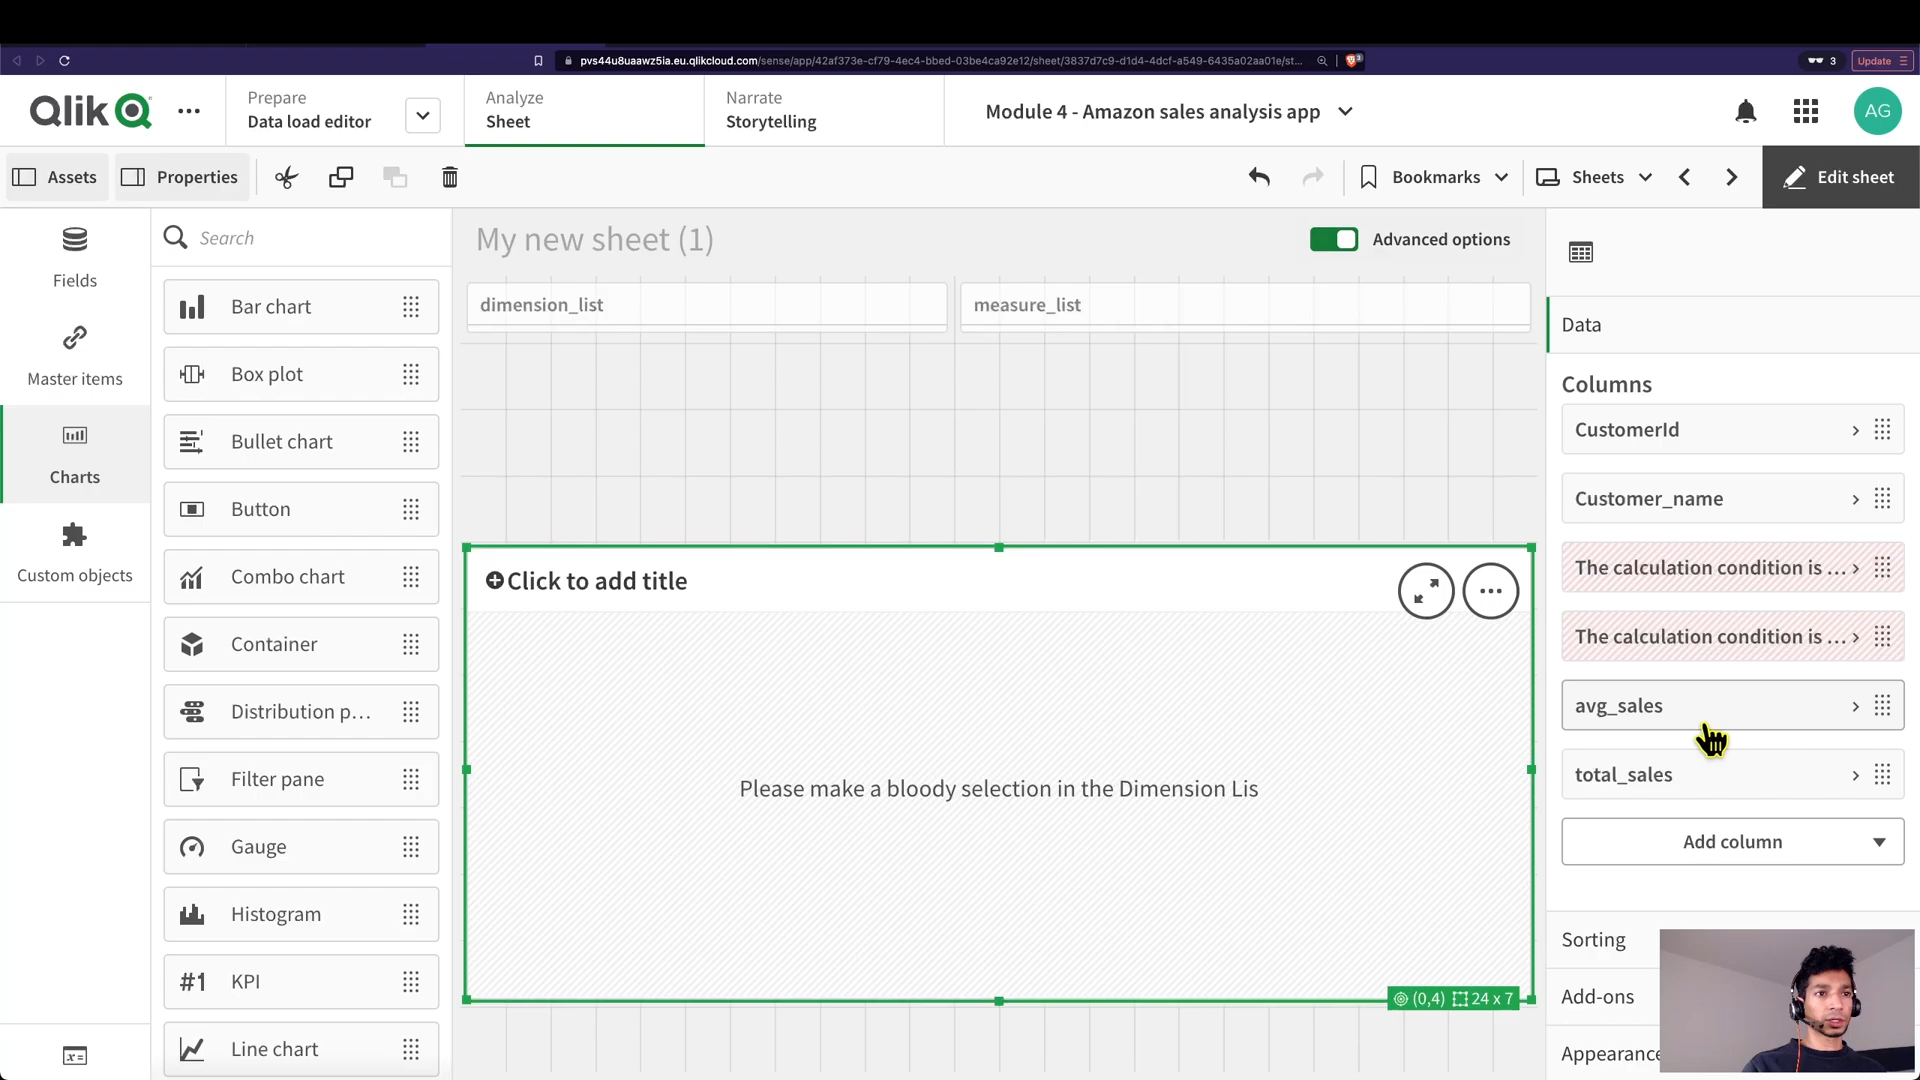 pvs44u8uaawz5ia.eu.qlikcloud.com/sense/app/42af373e-cf79-4ec4-bbed-03be4ca92e12/sheet/3837d7c9-d1d4-4dcf-a549-6435a02aa01e/st...
3
Update
Qlik
Prepare
Data load editor
Analyze
Sheet
Narrate
Storytelling
Module 4 - Amazon sales analysis app
AG
Assets
Properties
Bookmarks
Sheets
Edit sheet
Fields
Master items
Charts
Custom objects
Search
Bar chart
Box plot
Bullet chart
Button
Combo chart
Container
Distribution p...
Filter pane
Gauge
Histogram
#1 KPI
Line chart
My new sheet (1)
Advanced options
dimension_list
measure_list
Click to add title
Please make a bloody selection in the Dimension Lis
(0,4) 24 x 7
Data
Columns
CustomerId
Customer_name
The calculation condition is ...
The calculation condition is ...
avg_sales
total_sales
Add column
Sorting
Add-ons
Appearance